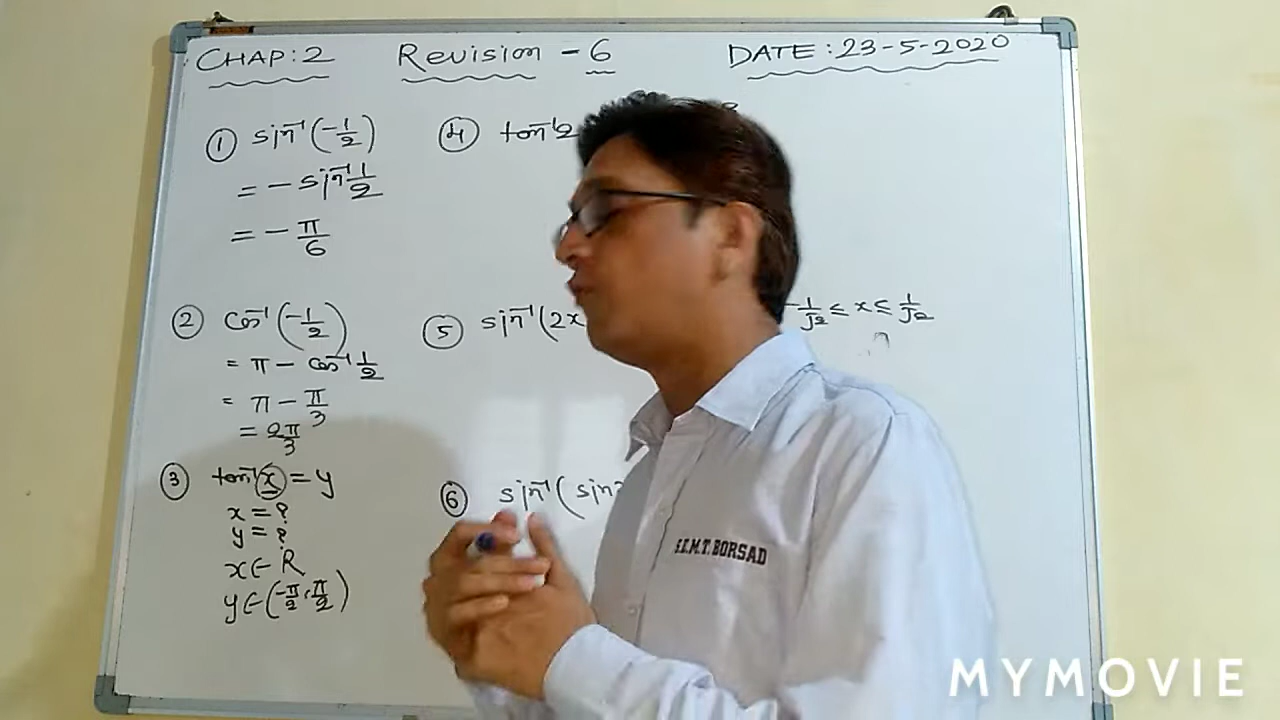 CHAP: 2 Revision - 6 DATE: 23-5-2020
① sin⁻¹(-1/2)
= - sin⁻¹ 1/2
= - π/6
② cos⁻¹(-1/2)
= π - cos⁻¹ 1/2
= π - π/3
= 2π/3
③ tan⁻¹(x) = y
x = ?
y = ?
x ∈ R
y ∈ (-π/2, π/2)
④ tan⁻¹ 2
⑤ sin⁻¹(2x -1/√2 ≤ x ≤ 1/√2
⑥ sin⁻¹(sin
S.C.M.T. BORSAD
MYMOVIE